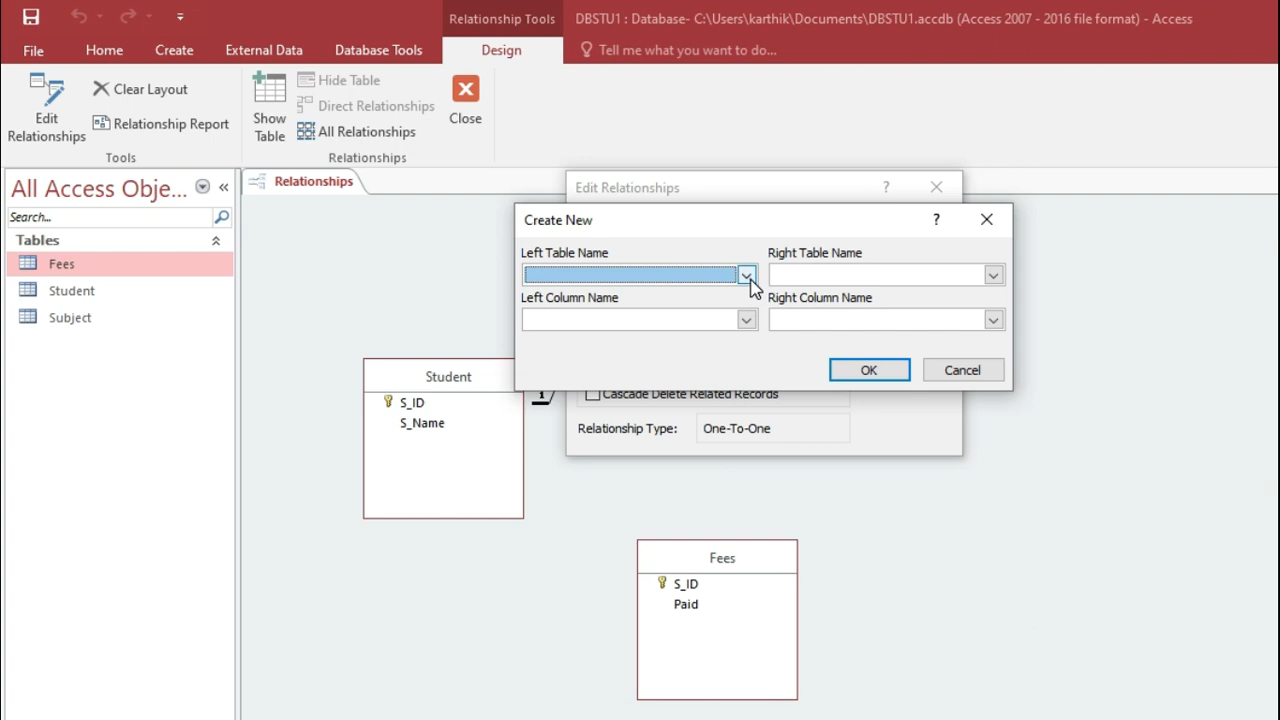 Relationship Tools
DBSTU1 : Database- C:\Users\karthik\Documents\DBSTU1.accdb (Access 2007 - 2016 file format) - Access
File Home Create External Data Database Tools Design Tell me what you want to do...
Edit Relationships
Clear Layout
Relationship Report
Tools
Show Table
Hide Table
Direct Relationships
All Relationships
Relationships
Close
All Access Obje...
Search...
Tables
Fees
Student
Subject
Relationships
Edit Relationships ?
Create New ?
Left Table Name Right Table Name
Left Column Name Right Column Name
OK Cancel
Cascade Delete Related Records
Relationship Type: One-To-One
Student
S_ID
S_Name
1
Fees
S_ID
Paid